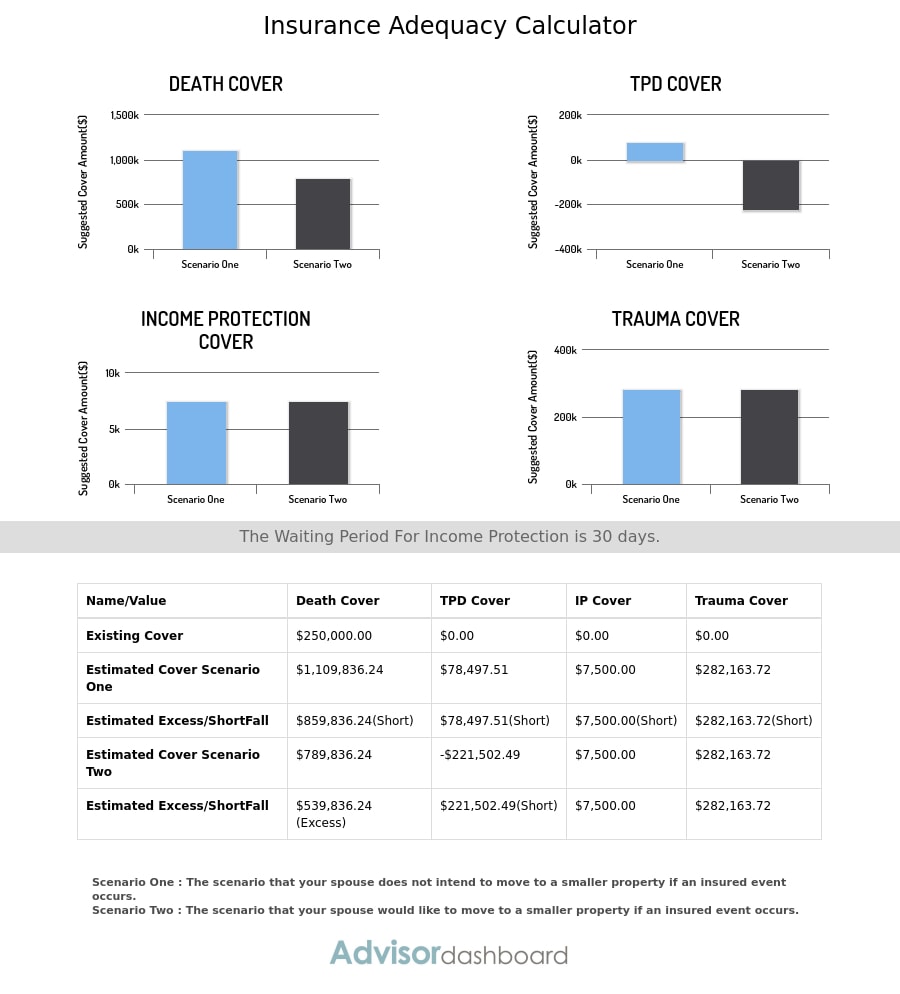 Insurance Adequacy Calculator
DEATH COVER
Suggested Cover Amount($)
1,500k
1,000k
500k
0k
Scenario One
Scenario Two
TPD COVER
Suggested Cover Amount($)
200k
0k
-200k
-400k
Scenario One
Scenario Two
INCOME PROTECTION
COVER
Suggested Cover Amount($)
10k
5k
0k
Scenario One
Scenario Two
TRAUMA COVER
Suggested Cover Amount($)
400k
200k
0k
Scenario One
Scenario Two
The Waiting Period For Income Protection is 30 days.
Name/Value Death Cover TPD Cover IP Cover Trauma Cover
Existing Cover $250,000.00 $0.00 $0.00 $0.00
Estimated Cover Scenario $1,109,836.24 $78,497.51 $7,500.00 $282,163.72
One
Estimated Excess/ShortFall $859,836.24(Short) $78,497.51(Short) $7,500.00(Short) $282,163.72(Short)
Estimated Cover Scenario $789,836.24 -$221,502.49 $7,500.00 $282,163.72
Two
Estimated Excess/ShortFall $539,836.24 $221,502.49(Short) $7,500.00 $282,163.72
(Excess)
Scenario One : The scenario that your spouse does not intend to move to a smaller property if an insured event
occurs.
Scenario Two : The scenario that your spouse would like to move to a smaller property if an insured event occurs.
Advisordashboard